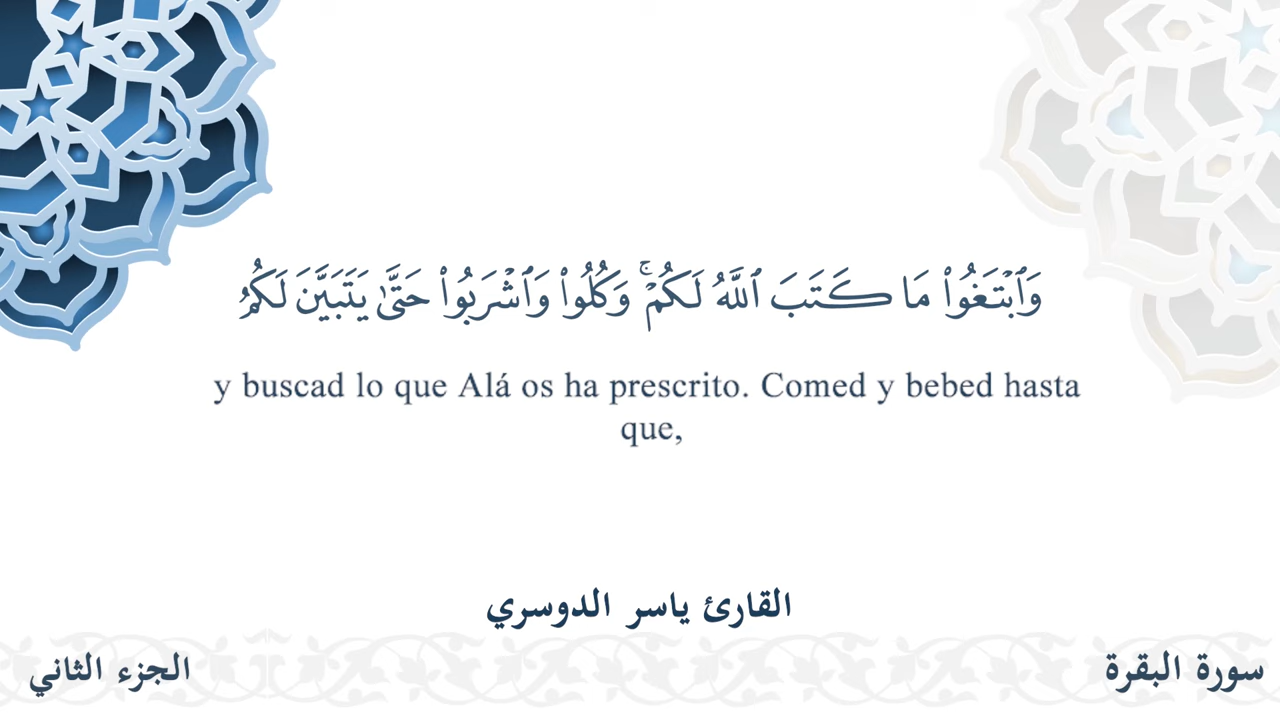 وَٱبْتَغُوا۟ مَا كَتَبَ ٱللَّهُ لَكُمْ ۚ وَكُلُوا۟ وَٱشْرَبُوا۟ حَتَّىٰ يَتَبَيَّنَ لَكُمُ
y buscad lo que Alá os ha prescrito. Comed y bebed hasta
que,
القارئ ياسر الدوسري
سورة البقرة
الجزء الثاني